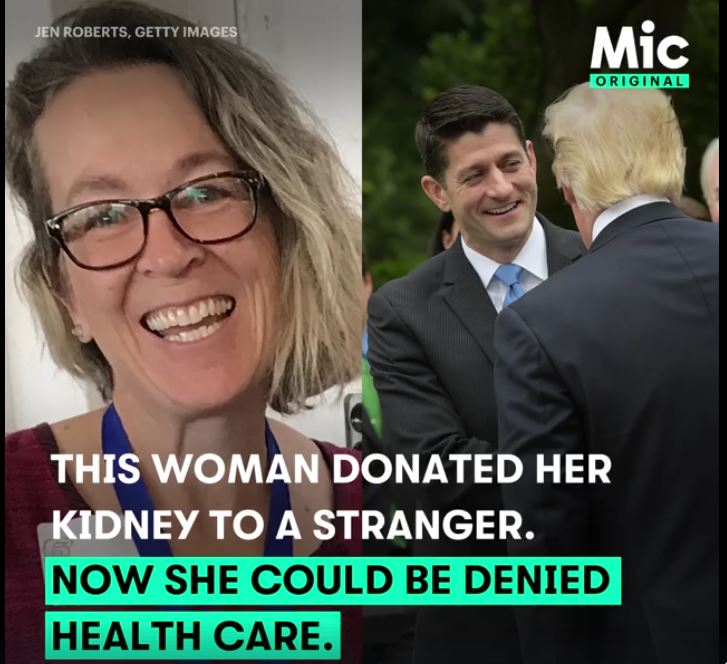 JEN ROBERTS, GETTY IMAGES
Mic
ORIGINAL
THIS WOMAN DONATED HER
KIDNEY TO A STRANGER.
NOW SHE COULD BE DENIED
HEALTH CARE.